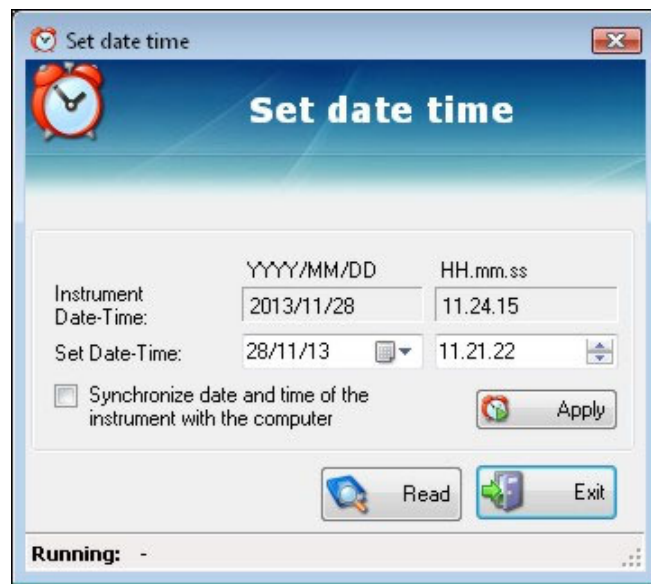 Set date time
Set date time
YYYY/MM/DD HH.mm.ss
Instrument
Date-Time:
2013/11/28 11.24.15
Set Date-Time: 28/11/13 11.21.22
Synchronize date and time of the
instrument with the computer
Apply
Read Exit
Running: -